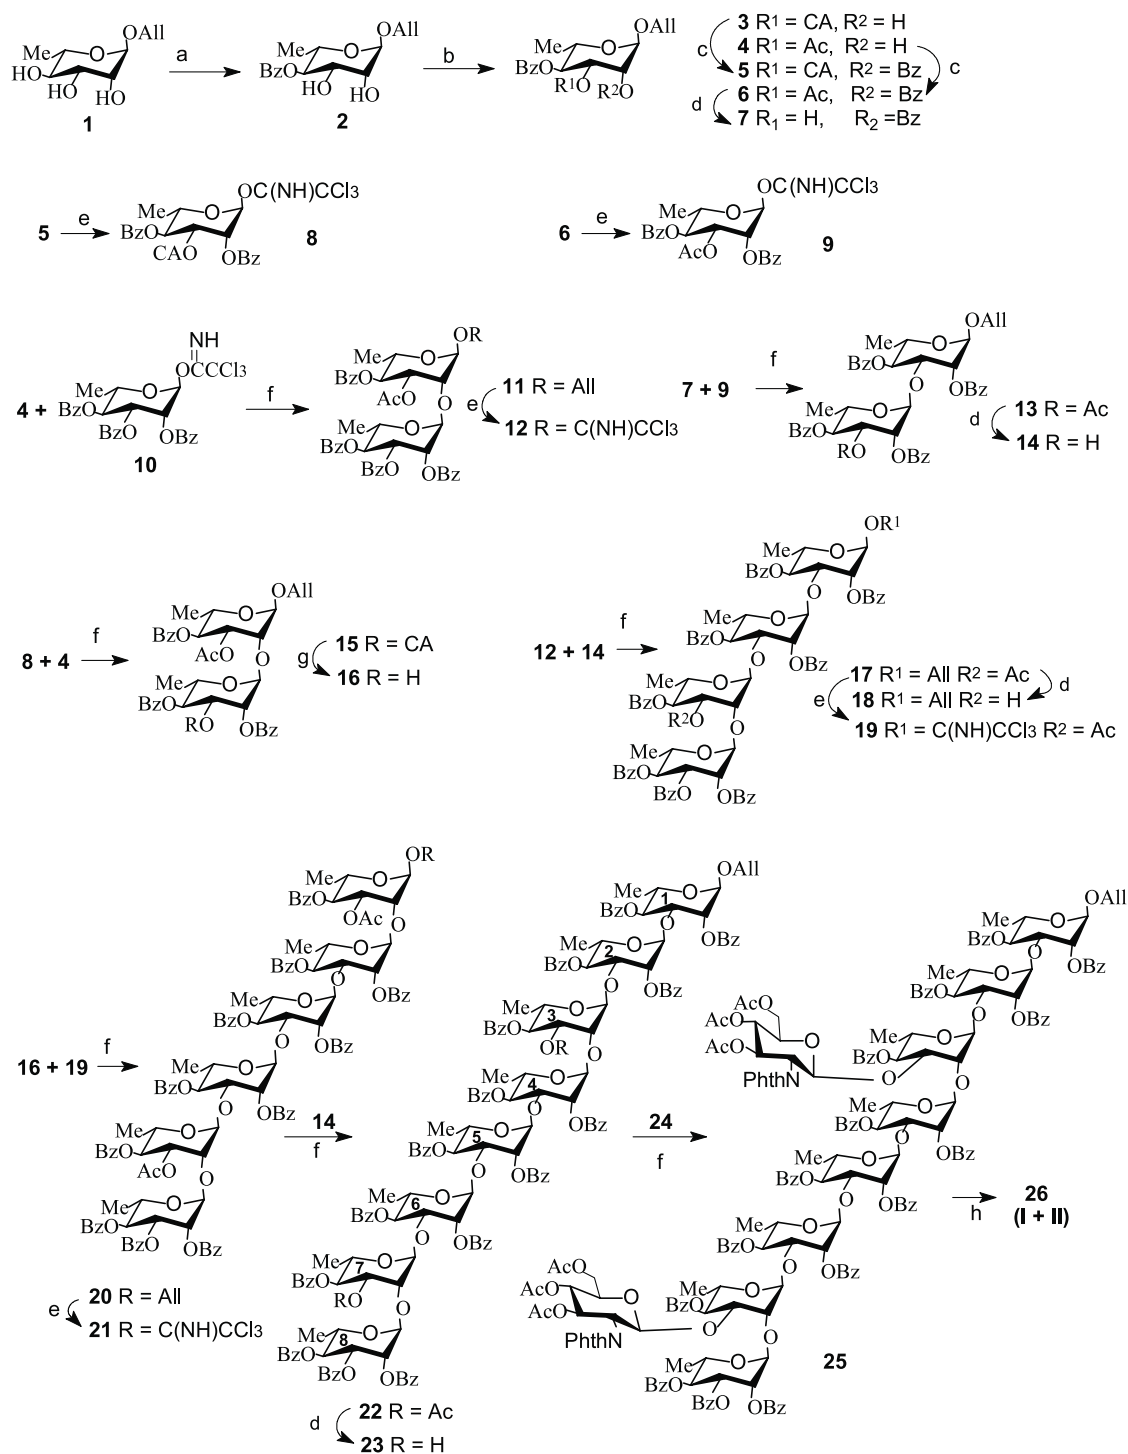 OAll
Me
O
HO
HO
HO
1
a
OAll
Me
O
BzO
HO
HO
2
b
OAll
Me
O
BzO
R¹O
R²O
3 R¹ = CA, R² = H
4 R¹ = Ac, R² = H
5 R¹ = CA, R² = Bz
6 R¹ = Ac, R² = Bz
7 R₁ = H, R₂ = Bz
c
c
d
5
e
OC(NH)CCl3
Me
O
BzO
CAO
OBz
8
6
e
OC(NH)CCl3
Me
O
BzO
AcO
OBz
9
4 +
NH
O
CCl3
Me
O
BzO
BzO
OBz
10
f
OR
Me
O
BzO
AcO
O
Me
O
BzO
BzO
OBz
11 R = All
e
12 R = C(NH)CCl3
7 + 9
f
OAll
Me
O
BzO
O
OBz
Me
O
BzO
RO
OBz
13 R = Ac
d
14 R = H
8 + 4
f
OAll
Me
O
BzO
AcO
O
Me
O
BzO
RO
OBz
15 R = CA
g
16 R = H
12 + 14
f
OR¹
Me
O
BzO
O
OBz
Me
O
BzO
O
OBz
Me
O
BzO
R²O
O
Me
O
BzO
BzO
OBz
17 R¹ = All R² = Ac
d
18 R¹ = All R² = H
e
19 R¹ = C(NH)CCl3 R² = Ac
16 + 19
f
OR
Me
O
BzO
OAc
O
Me
O
BzO
O
OBz
Me
O
BzO
O
OBz
Me
O
BzO
O
OBz
Me
O
BzO
AcO
O
Me
O
BzO
BzO
OBz
20 R = All
e
21 R = C(NH)CCl3
14
f
OAll
Me
O
1
BzO
O
OBz
Me
O
2
BzO
O
OBz
Me
O
3
BzO
OR
O
Me
O
4
BzO
O
OBz
Me
O
5
BzO
O
OBz
Me
O
6
BzO
O
OBz
Me
O
7
BzO
RO
O
Me
O
8
BzO
BzO
OBz
22 R = Ac
d
23 R = H
24
f
OAll
Me
O
BzO
O
OBz
Me
O
BzO
O
OBz
AcO
AcO
O
AcO
PhthN
O
Me
O
BzO
O
Me
O
BzO
O
OBz
Me
O
BzO
O
OBz
Me
O
BzO
O
OBz
AcO
AcO
O
AcO
PhthN
O
Me
O
BzO
O
Me
O
BzO
BzO
OBz
25
h
26
(I + II)